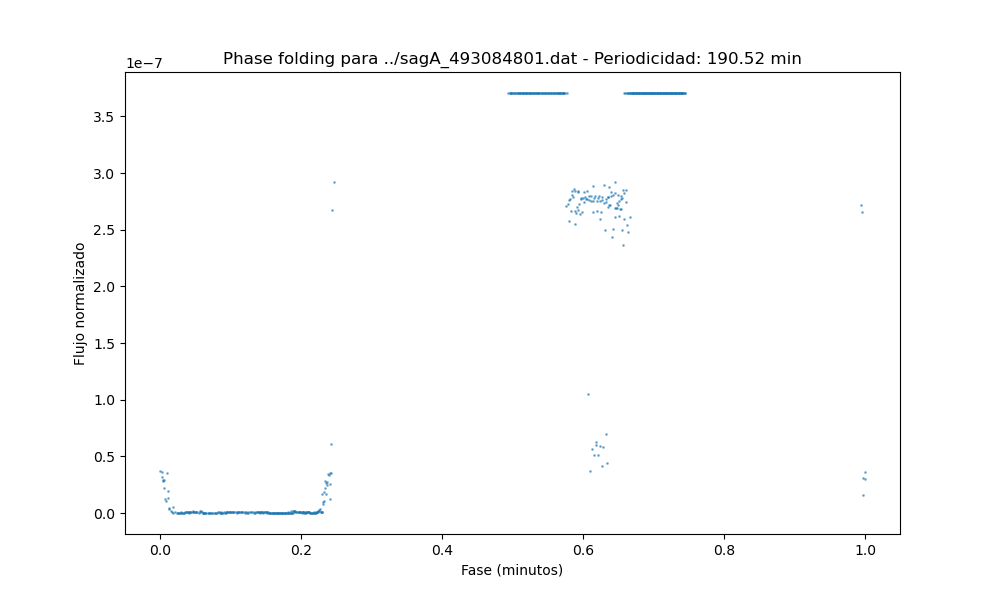 Phase folding para ../sagA_493084801.dat - Periodicidad: 190.52 min
1e−7
3.5
3.0
2.5
2.0
1.5
1.0
0.5
0.0
Flujo normalizado
0.0 0.2 0.4 0.6 0.8 1.0
Fase (minutos)